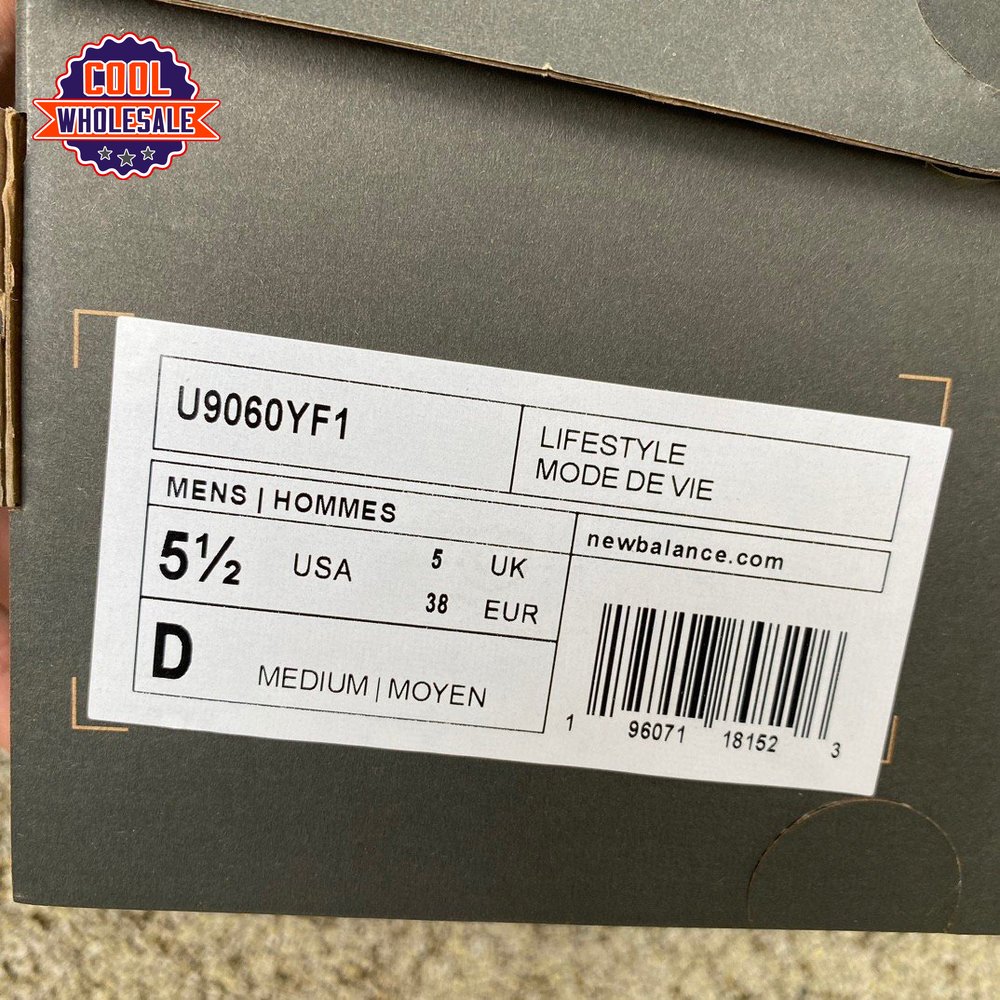 COOL
WHOLESALE
U9060YF1
LIFESTYLE
MODE DE VIE
MENS | HOMMES
5½ USA 5 UK
38 EUR
D MEDIUM | MOYEN
newbalance.com
1 96071 18152 3